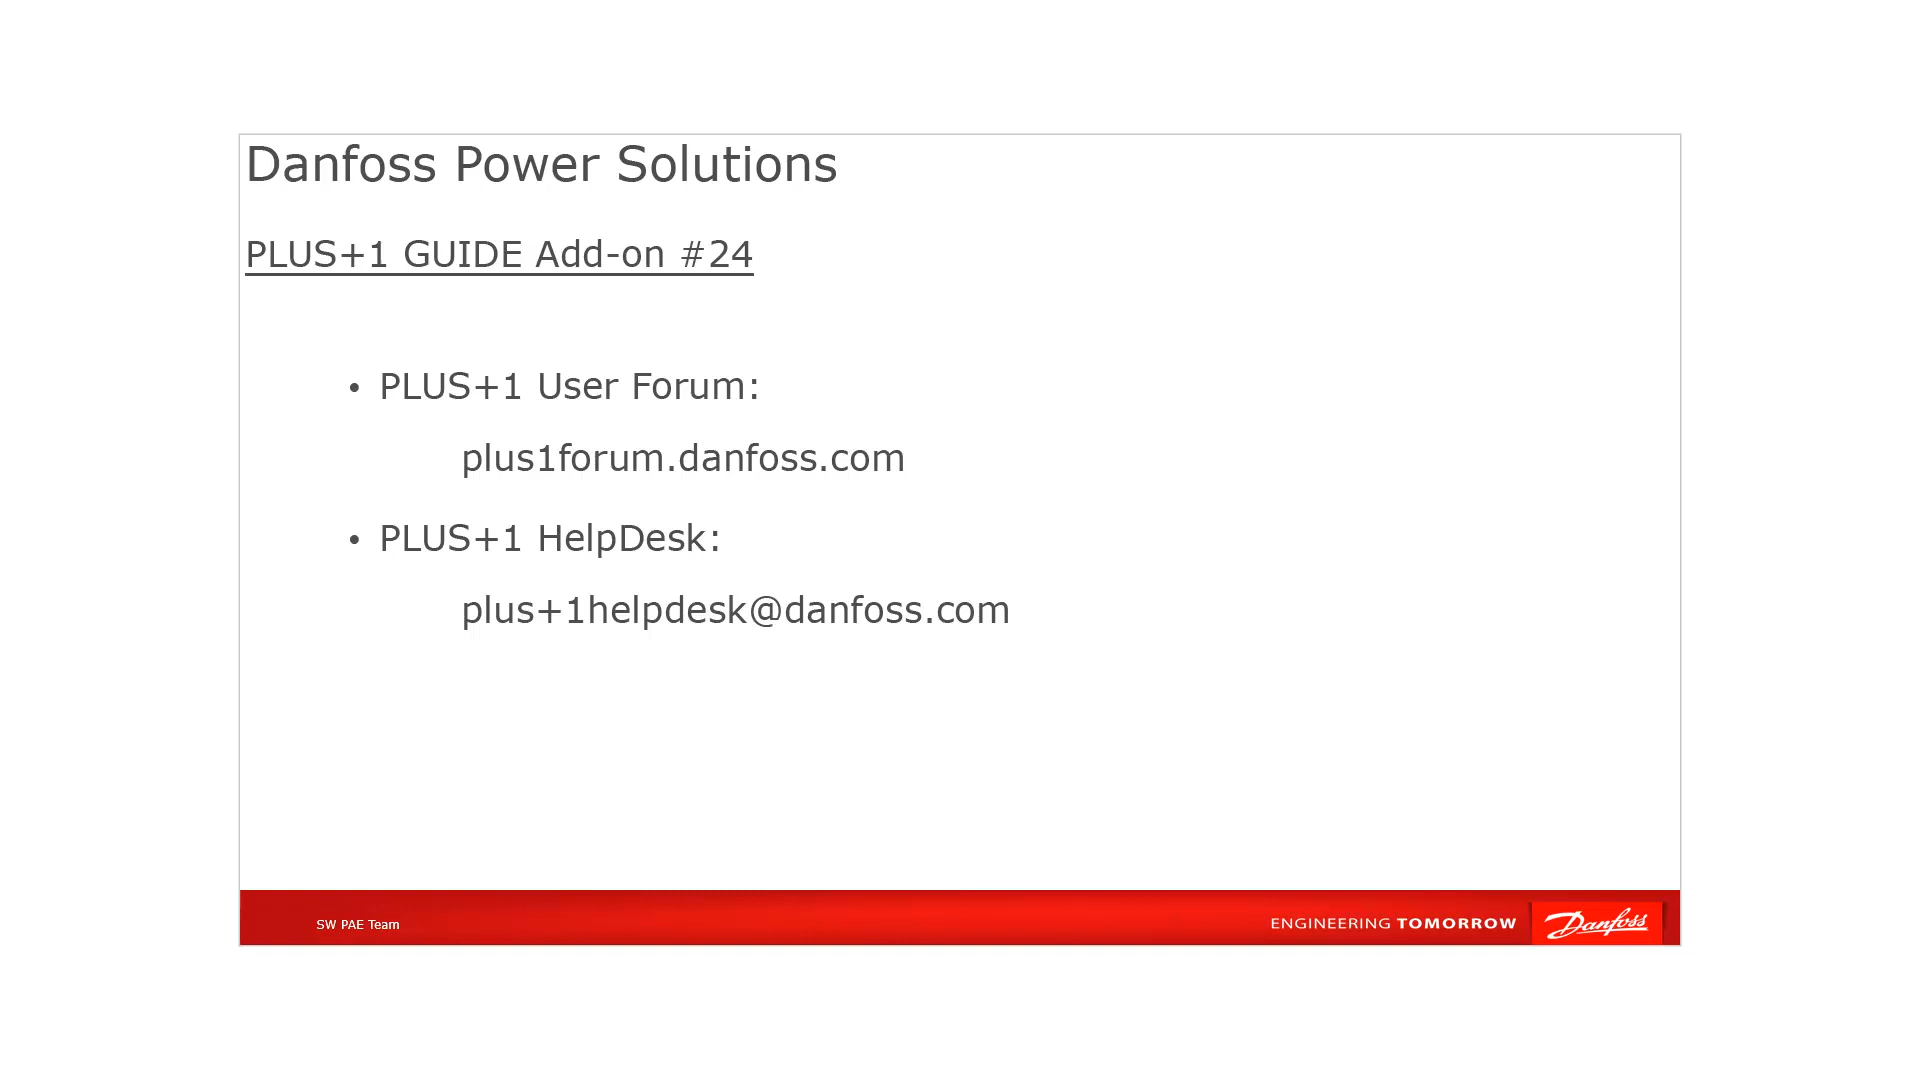 Danfoss Power Solutions
PLUS+1 GUIDE Add-on #24
• PLUS+1 User Forum:
plus1forum.danfoss.com
• PLUS+1 HelpDesk:
plus+1helpdesk@danfoss.com
SW PAE Team
ENGINEERING TOMORROW
Danfoss